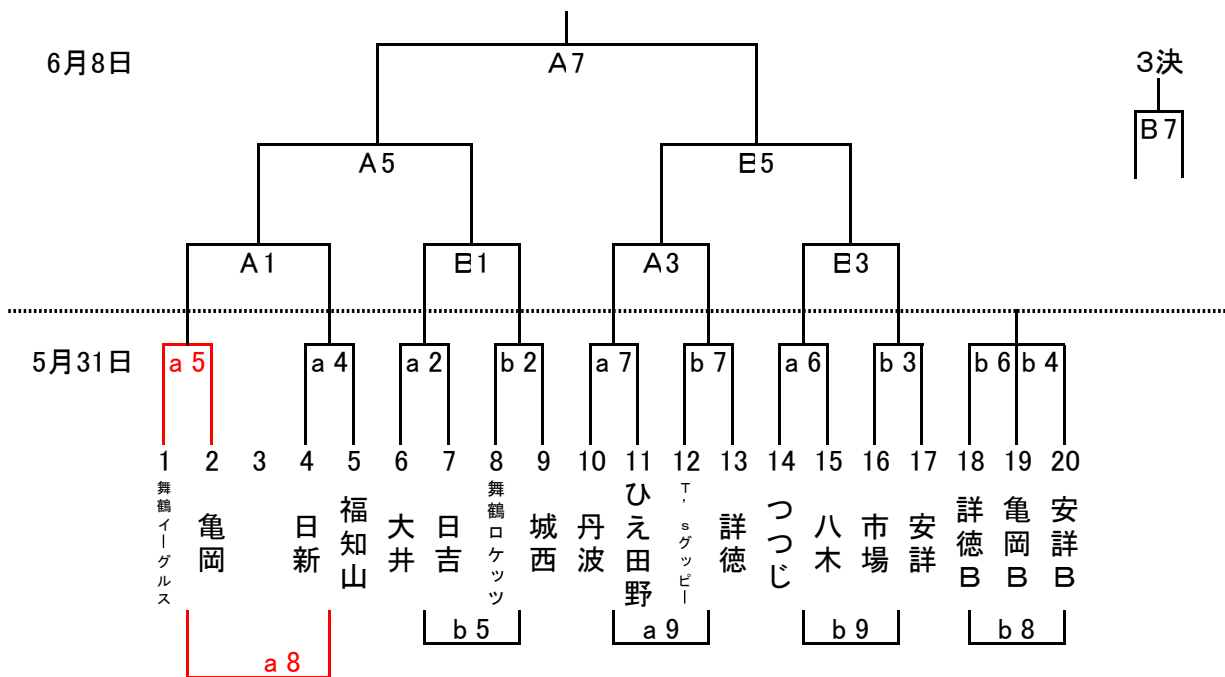 6月8日
A7
3決
B7
A5
B5
A1
B1
A3
B3
5月31日
a5
a4
a2
b2
a7
b7
a6
b3
b6
b4
1 2 3 4 5 6 7 8 9 10 11 12 13 14 15 16 17 18 19 20
舞鶴イーグルス
亀岡
日新
福知山
大井
日吉
舞鶴ロケッツ
城西
丹波
ひえ田野
T'sグッピー
詳徳
つつじ
八木
市場
安詳
詳徳B
亀岡B
安詳B
b5
a9
b9
b8
a8